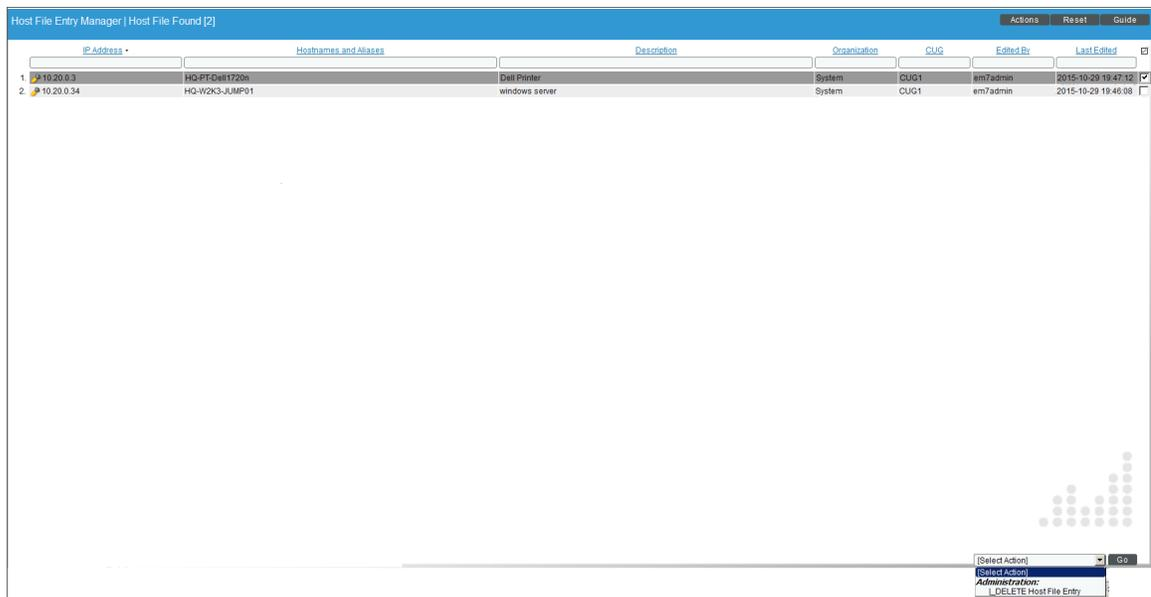 Host File Entry Manager | Host File Found [2]
Actions Reset Guide
IP Address • Hostnames and Aliases Description Organization CUG Edited By Last Edited
1. 10.20.0.3 HQ-PT-Dell1720n Dell Printer System CUG1 em7admin 2015-10-29 19:47:12
2. 10.20.0.34 HQ-W2K3-JUMP01 windows server System CUG1 em7admin 2015-10-29 19:46:08
[Select Action] Go
[Select Action]
Administration:
|_DELETE Host File Entry